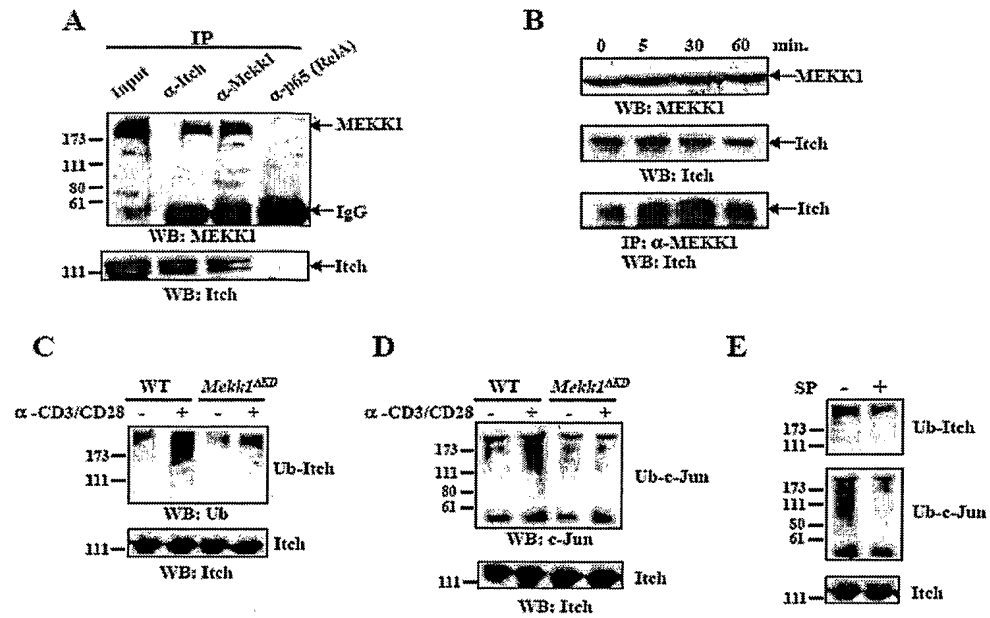 A
IP
Input
α-Itch
α-Mekk1
α-p65 (RelA)
MEKK1
173
111
80
61
IgG
WB: MEKK1
111
Itch
WB: Itch
B
0 5 30 60 min.
MEKK1
WB: MEKK1
Itch
WB: Itch
Itch
IP: α-MEKK1
WB: Itch
C
WT Mekk1ΔKD
α-CD3/CD28 - + - +
173
111
Ub-Itch
WB: Ub
111
Itch
WB: Itch
D
WT Mekk1ΔKD
α-CD3/CD28 - + - +
173
111
80
61
Ub-c-Jun
WB: c-Jun
111
Itch
WB: Itch
E
SP - +
173
111
Ub-Itch
173
111
80
61
Ub-c-Jun
111
Itch